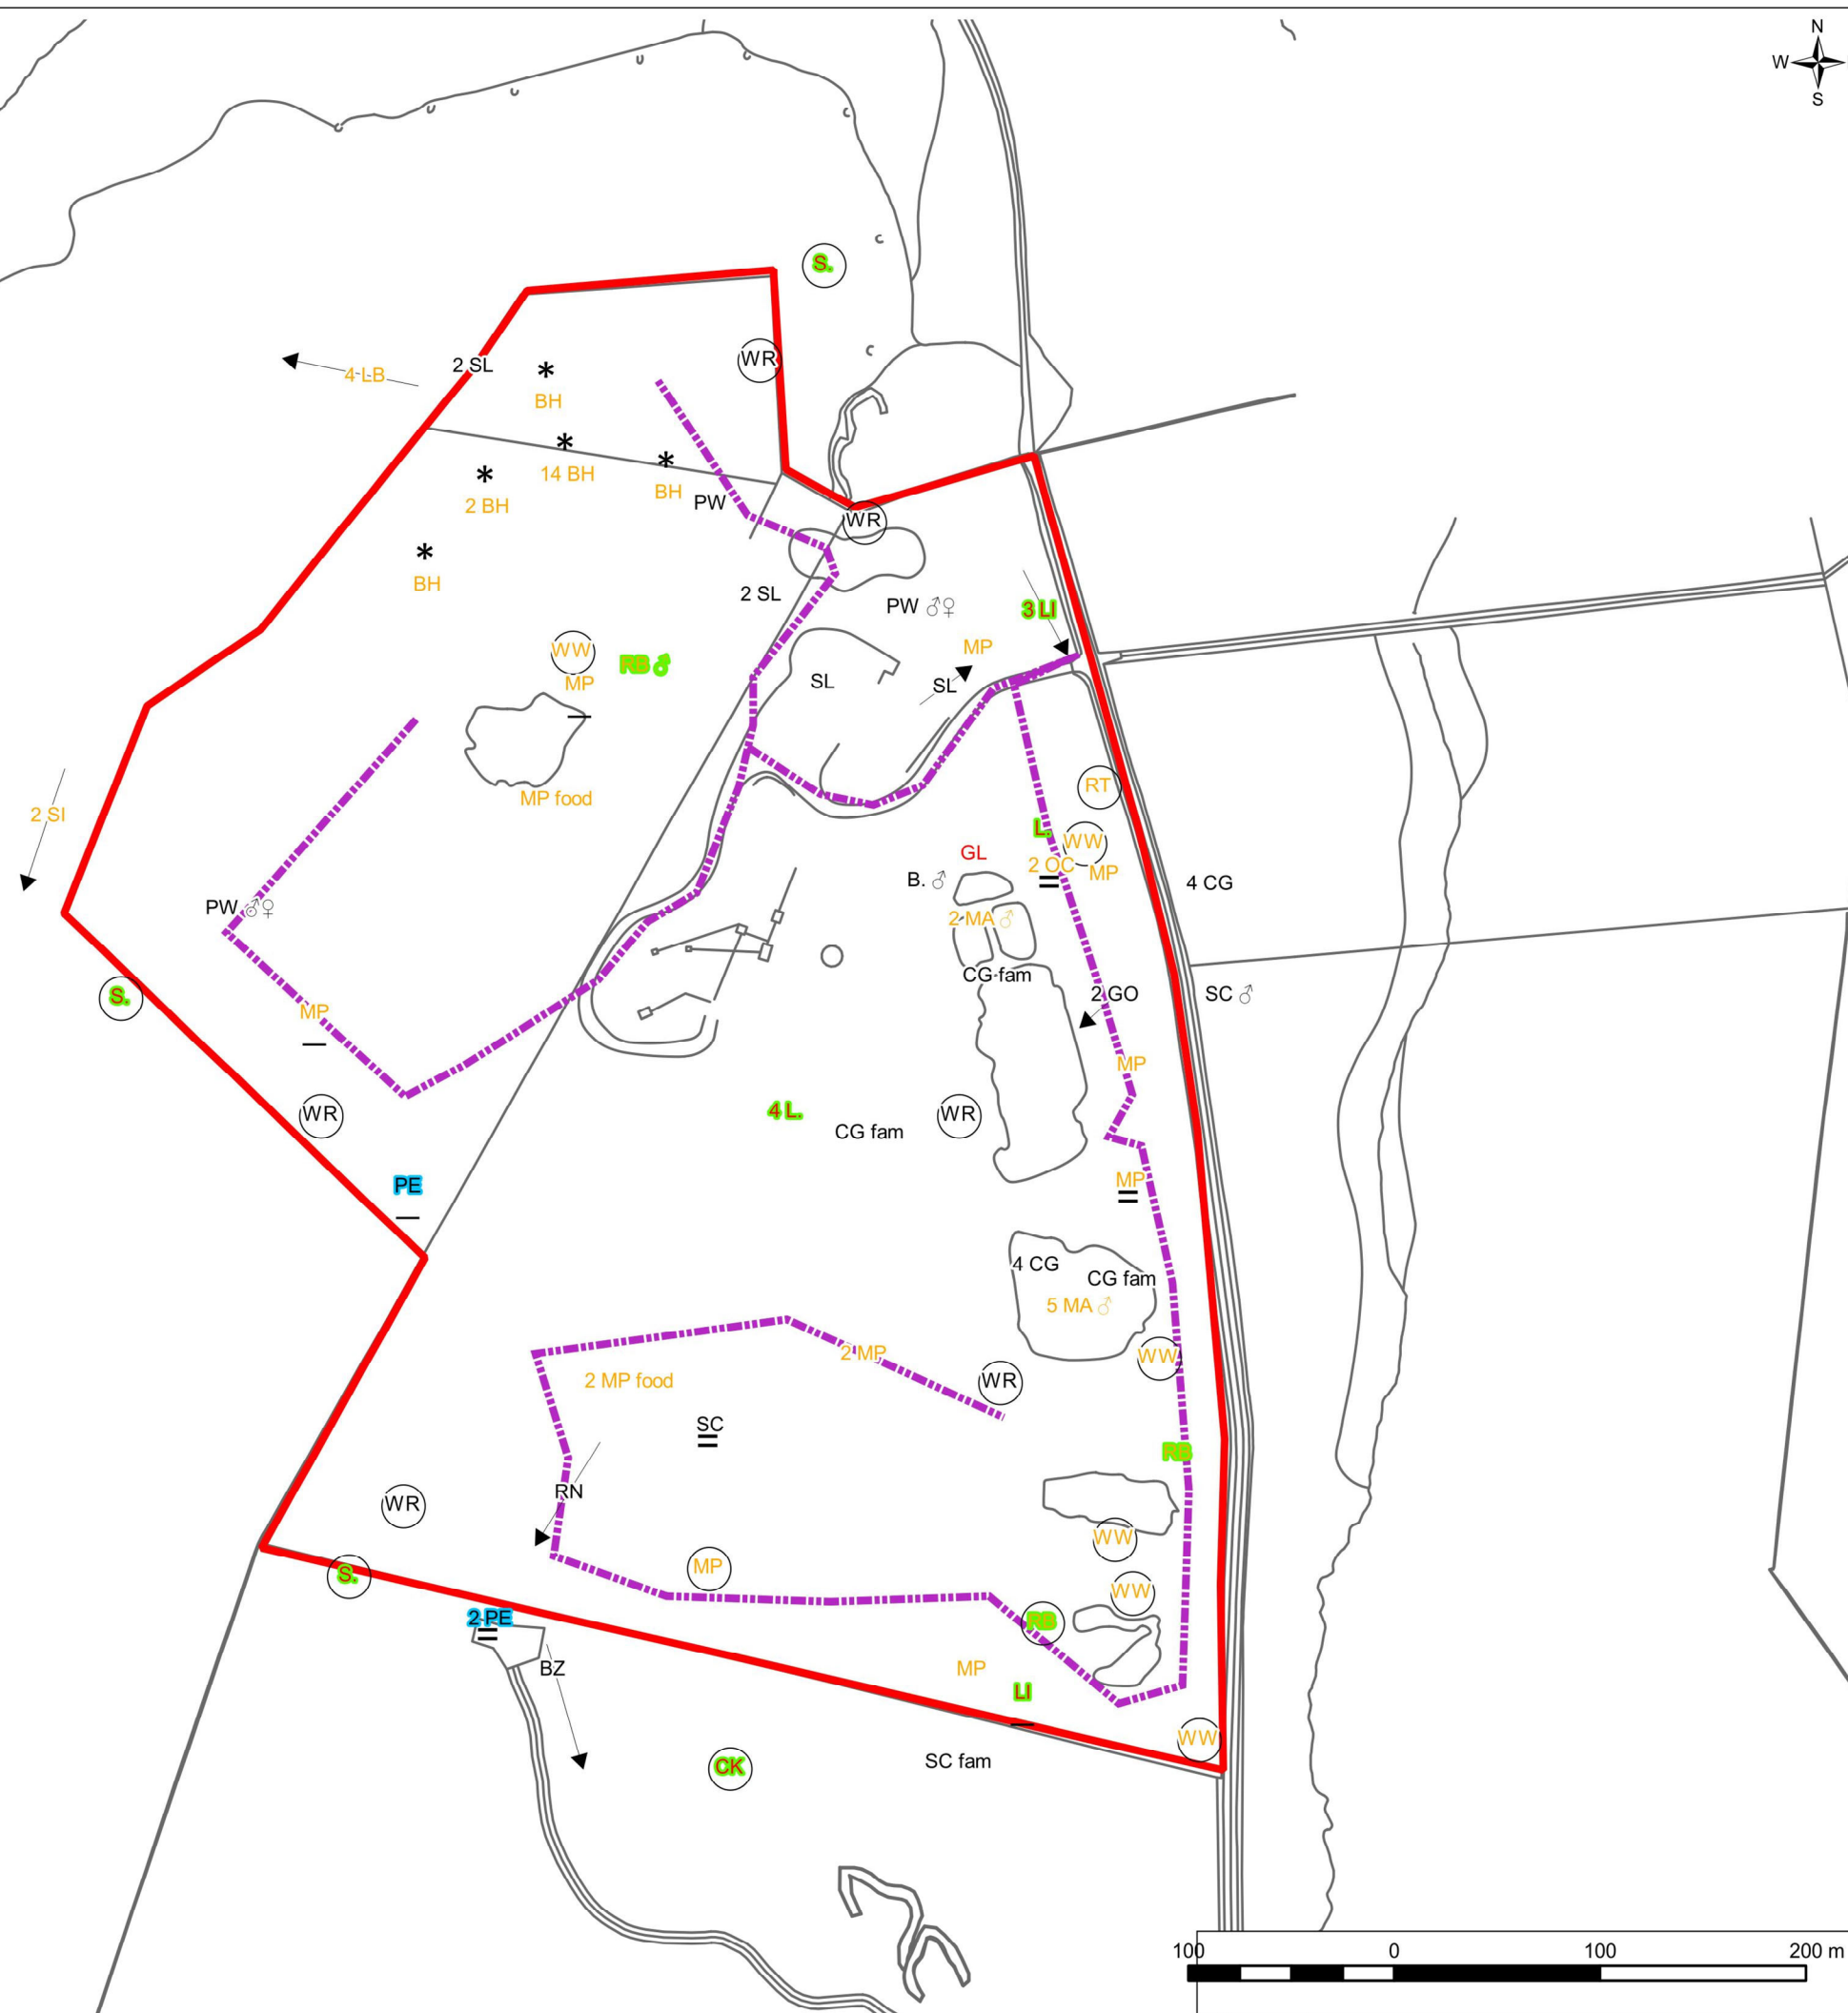 N
W
S
S.
WR
2 SL
4 LB
*
BH
*
14 BH
*
BH
*
2 BH
PW
WR
*
BH
2 SL
PW ♂♀
3 LI
WW
RB ♂
MP
MP
SL
SL
RT
MP food
2 SI
L.
WW
GL
2 OC
MP
B. ♂
4 CG
PW ♂♀
2 MA ♂
CG fam
S.
2 GO
SC ♂
MP
MP
4 L.
WR
CG fam
WR
PE
MP
4 CG
CG fam
5 MA ♂
2 MP
WW
2 MP food
WR
SC
RB
RN
WR
WW
S.
MP
WW
2 PE
RB
BZ
MP
LI
WW
CK
SC fam
100
0
100
200 m